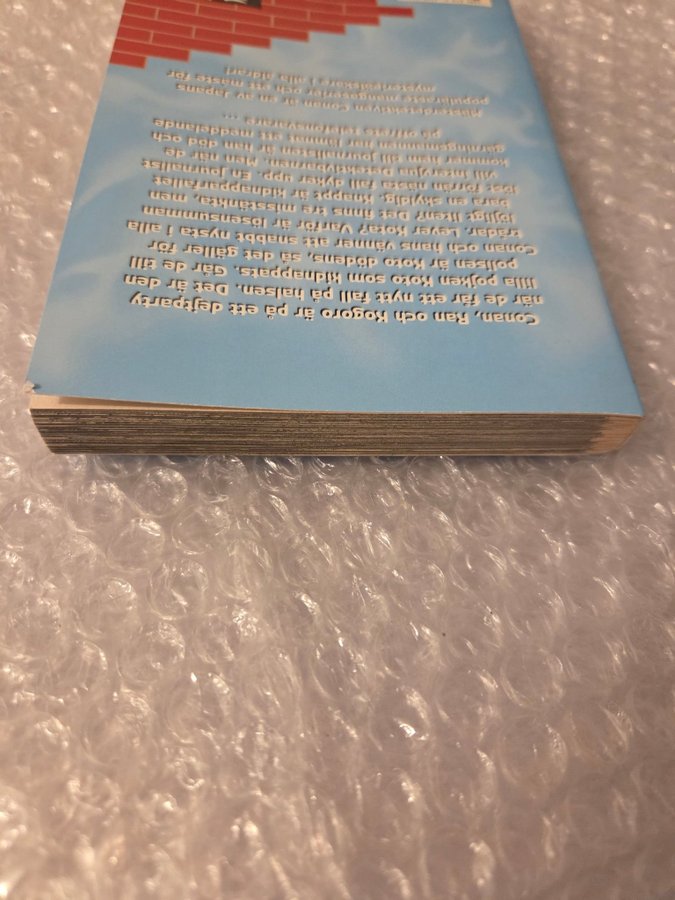 Conan, Ran och Kogoro är på ett dejtparty
när de får ett nytt fall på halsen. Det är den
lilla pojken Koto som kidnappats. Går de till
polisen är Koto dödens, så det gäller för
Conan och hans vänner att snabbt nysta i alla
trådar. Lever Kota? Varför är lösensumman
löjligt liten? Det finns tre misstänkta, men
bara en skyldig. Knappt är kidnapparfallet
löst förrän nästa fall dyker upp. En journalist
vill intervjua Detektivbarnen. Men när de
kommer fram till journalisten är han död och
gärningsmannen har lämnat ett meddelande
på offrets telefonsvarare ...
Mästerdetektiven Conan är en av Japans
populäraste mangaserier och ett måste för
mysterieälskare i alla åldrar!